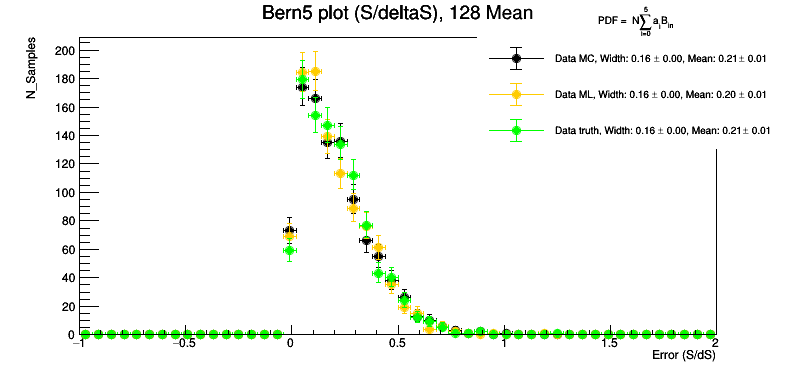 Bern5 plot (S/deltaS), 128 Mean
PDF = N∑ a_i B_in
5
i=0
Data MC, Width: 0.16 ± 0.00, Mean: 0.21 ± 0.01
Data ML, Width: 0.16 ± 0.00, Mean: 0.20 ± 0.01
Data truth, Width: 0.16 ± 0.00, Mean: 0.21 ± 0.01
N_Samples
200
180
160
140
120
100
80
60
40
20
0
−1
−0.5
0
0.5
1
1.5
2
Error (S/dS)